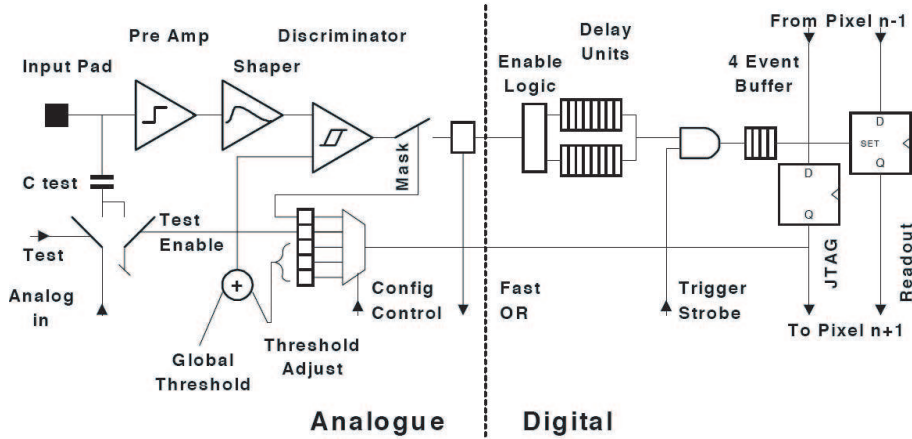 Pre Amp
Discriminator
Delay
Units
From Pixel n-1
Input Pad
Shaper
Enable
Logic
4 Event
Buffer
D
SET
Q
C test
Mask
D
Q
Test
Enable
Test
Analog
in
+
Config
Control
Fast
OR
Trigger
Strobe
JTAG
Readout
To Pixel n+1
Global
Threshold
Threshold
Adjust
Analogue
Digital